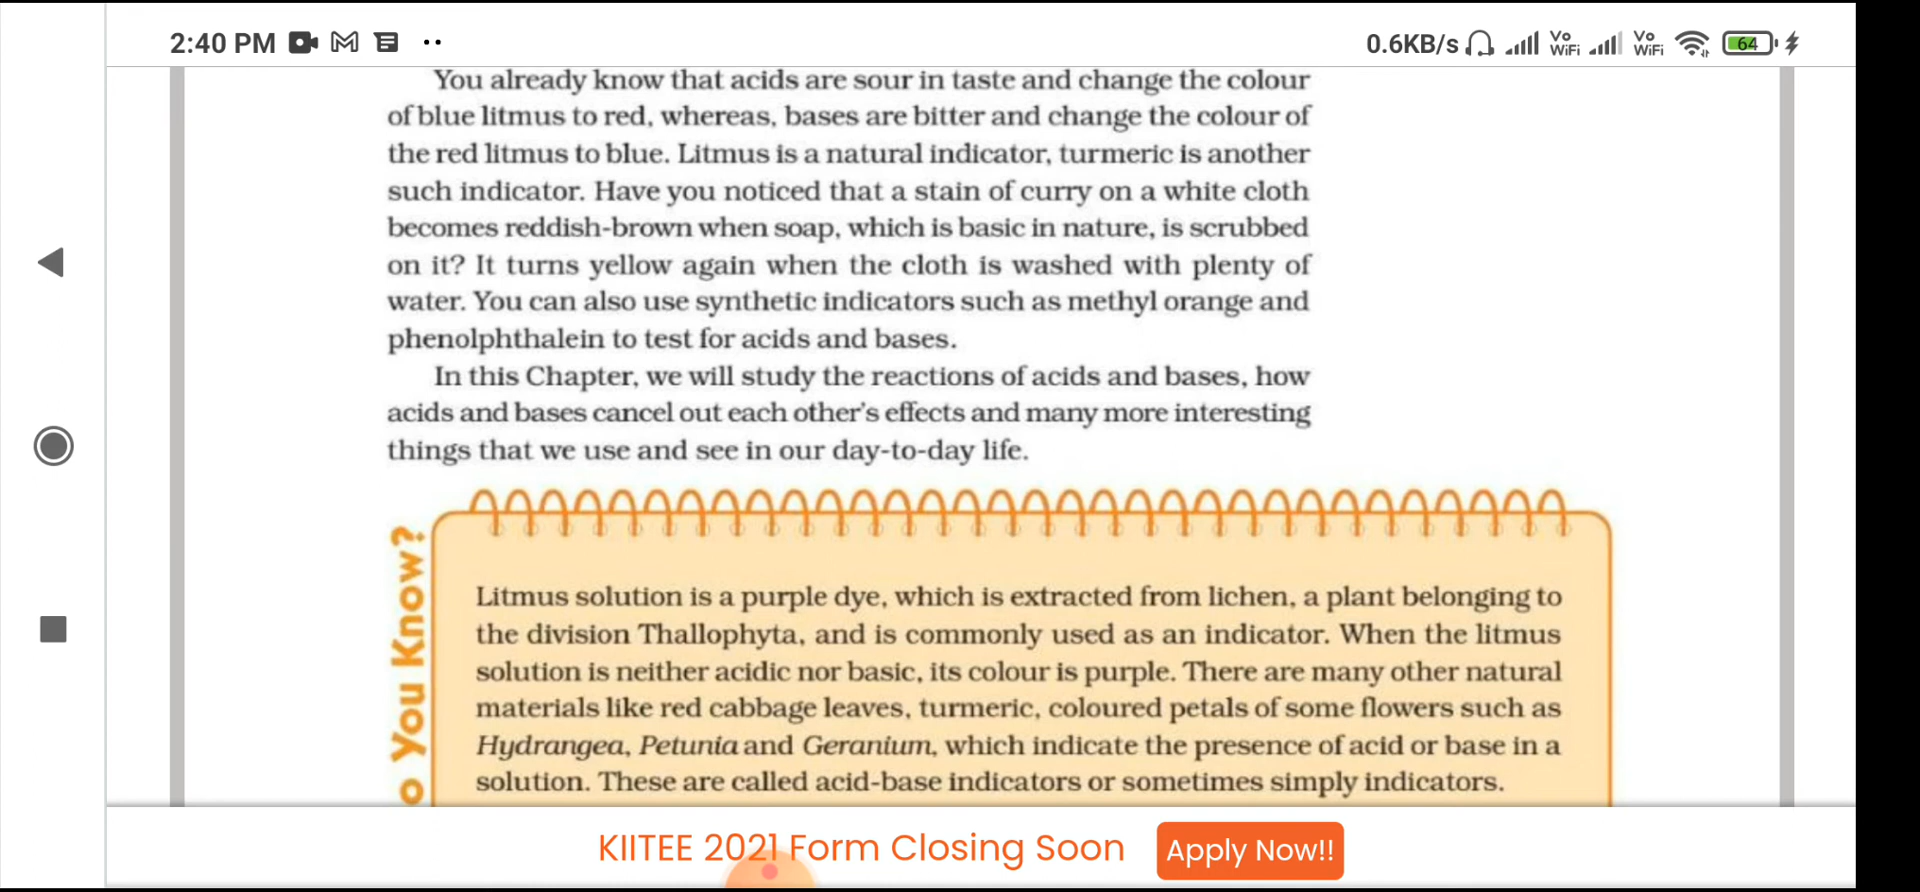 2:40 PM
0.6KB/s Vo WiFi Vo WiFi 64
You already know that acids are sour in taste and change the colour
of blue litmus to red, whereas, bases are bitter and change the colour of
the red litmus to blue. Litmus is a natural indicator, turmeric is another
such indicator. Have you noticed that a stain of curry on a white cloth
becomes reddish-brown when soap, which is basic in nature, is scrubbed
on it? It turns yellow again when the cloth is washed with plenty of
water. You can also use synthetic indicators such as methyl orange and
phenolphthalein to test for acids and bases.
In this Chapter, we will study the reactions of acids and bases, how
acids and bases cancel out each other's effects and many more interesting
things that we use and see in our day-to-day life.
o You Know?
Litmus solution is a purple dye, which is extracted from lichen, a plant belonging to
the division Thallophyta, and is commonly used as an indicator. When the litmus
solution is neither acidic nor basic, its colour is purple. There are many other natural
materials like red cabbage leaves, turmeric, coloured petals of some flowers such as
Hydrangea, Petunia and Geranium, which indicate the presence of acid or base in a
solution. These are called acid-base indicators or sometimes simply indicators.
KIITEE 2021 Form Closing Soon
Apply Now!!